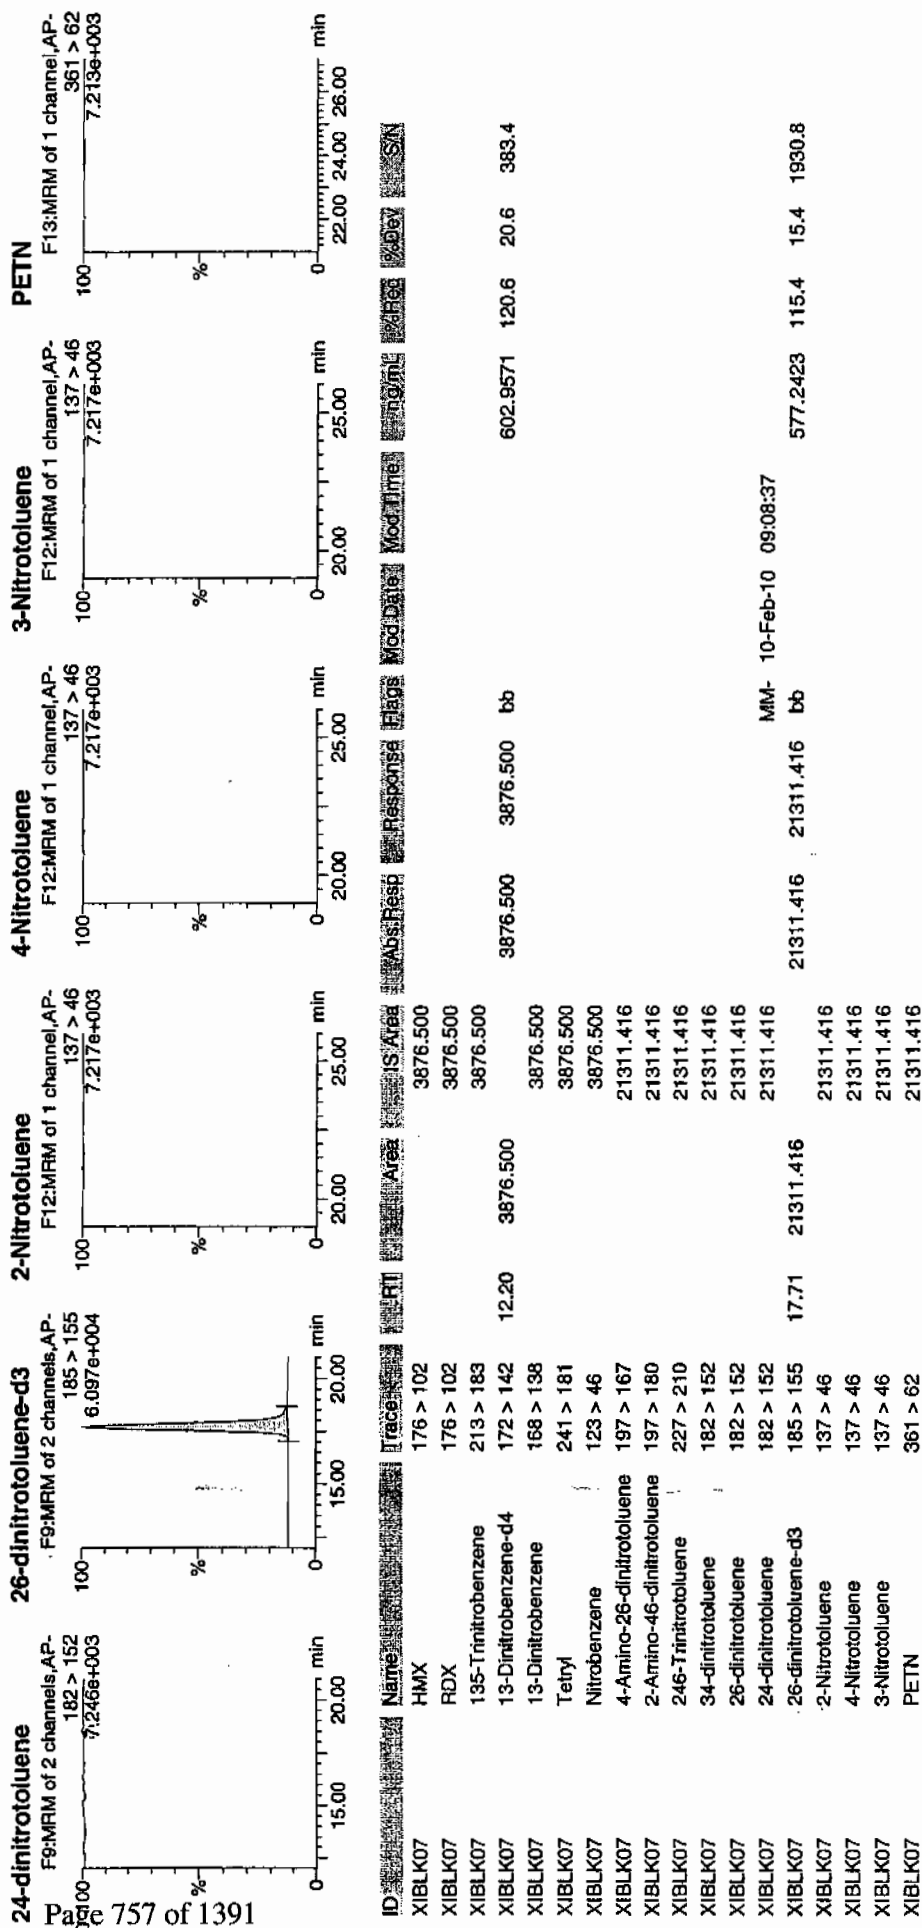 24-dinitrotoluene
F9:MRM of 2 channels,AP-
182 > 152
7.246e+003
100
15.00 20.00 min
26-dinitrotoluene-d3
F9:MRM of 2 channels,AP-
185 > 155
6.097e+004
100
%
0
15.00 20.00 min
2-Nitrotoluene
F12:MRM of 1 channel,AP-
137 > 46
7.217e+003
100
%
0
20.00 25.00 min
4-Nitrotoluene
F12:MRM of 1 channel,AP-
137 > 46
7.217e+003
100
%
0
20.00 25.00 min
3-Nitrotoluene
F12:MRM of 1 channel,AP-
137 > 46
7.217e+003
100
%
0
20.00 25.00 min
PETN
F13:MRM of 1 channel,AP-
361 > 62
7.213e+003
100
%
0
22.00 24.00 26.00 min
ID Name Trace RT Area IS Area Abs.Resp Response Flags Mod.Date Mod.Time ng/mL %Rec %Dev S/N
XIBLK07 HMX 176 > 102 3876.500
XIBLK07 RDX 176 > 102 3876.500
XIBLK07 135-Trinitrobenzene 213 > 183 3876.500
XIBLK07 13-Dinitrobenzene-d4 172 > 142 12.20 3876.500 3876.500 3876.500 bb 602.9571 120.6 20.6 383.4
XIBLK07 13-Dinitrobenzene 168 > 138 3876.500
XIBLK07 Tetryl 241 > 181 3876.500
XIBLK07 Nitrobenzene 123 > 46 3876.500
XIBLK07 4-Amino-26-dinitrotoluene 197 > 167 21311.416
XIBLK07 2-Amino-46-dinitrotoluene 197 > 180 21311.416
XIBLK07 246-Trinitrotoluene 227 > 210 21311.416
XIBLK07 34-dinitrotoluene 182 > 152 21311.416
XIBLK07 26-dinitrotoluene 182 > 152 21311.416
XIBLK07 24-dinitrotoluene 182 > 152 21311.416 MM- 10-Feb-10 09:08:37
XIBLK07 26-dinitrotoluene-d3 185 > 155 17.71 21311.416 21311.416 21311.416 bb 577.2423 115.4 15.4 1930.8
XIBLK07 2-Nitrotoluene 137 > 46 21311.416
XIBLK07 4-Nitrotoluene 137 > 46 21311.416
XIBLK07 3-Nitrotoluene 137 > 46 21311.416
XIBLK07 PETN 361 > 62 21311.416
Page 757 of 1391